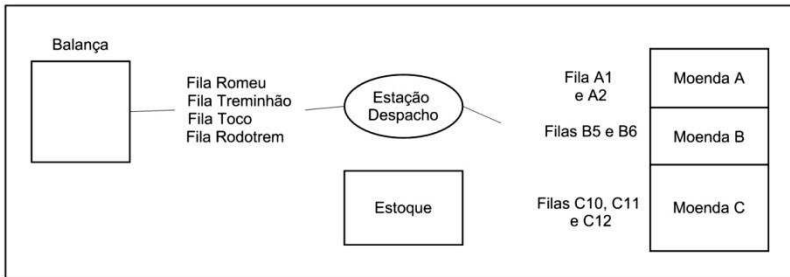 Balança
Fila Romeu
Fila Treminhão
Fila Toco
Fila Rodotrem
Estação
Despacho
Estoque
Fila A1
e A2
Filas B5 e B6
Filas C10, C11
e C12
Moenda A
Moenda B
Moenda C